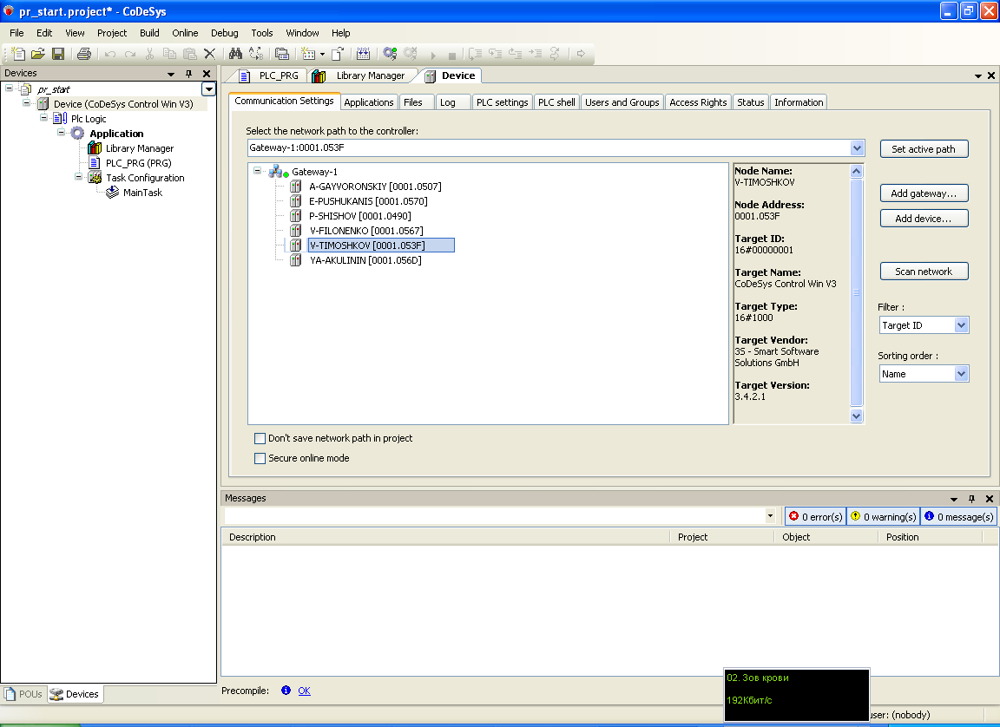 pr_start.project* - CoDeSys
File Edit View Project Build Online Debug Tools Window Help
Devices
pr_start
Device (CoDeSys Control Win V3)
Plc Logic
Application
Library Manager
PLC_PRG (PRG)
Task Configuration
MainTask
POUs Devices
PLC_PRG Library Manager Device
Communication Settings Applications Files Log PLC settings PLC shell Users and Groups Access Rights Status Information
Select the network path to the controller:
Gateway-1:0001.053F
Set active path
Gateway-1
A-GAYVORONSKIY [0001.0507]
E-PUSHUKANIS [0001.0570]
P-SHISHOV [0001.0490]
V-FILONENKO [0001.0567]
V-TIMOSHKOV [0001.053F]
YA-AKULININ [0001.056D]
Node Name:
V-TIMOSHKOV
Node Address:
0001.053F
Target ID:
16#00000001
Target Name:
CoDeSys Control Win V3
Target Type:
16#1000
Target Vendor:
3S - Smart Software
Solutions GmbH
Target Version:
3.4.2.1
Add gateway...
Add device...
Scan network
Filter :
Target ID
Sorting order :
Name
Don't save network path in project
Secure online mode
Messages
0 error(s) 0 warning(s) 0 message(s)
Description Project Object Position
Precompile: OK
02. Зов крови
192Кбит/с
user: (nobody)